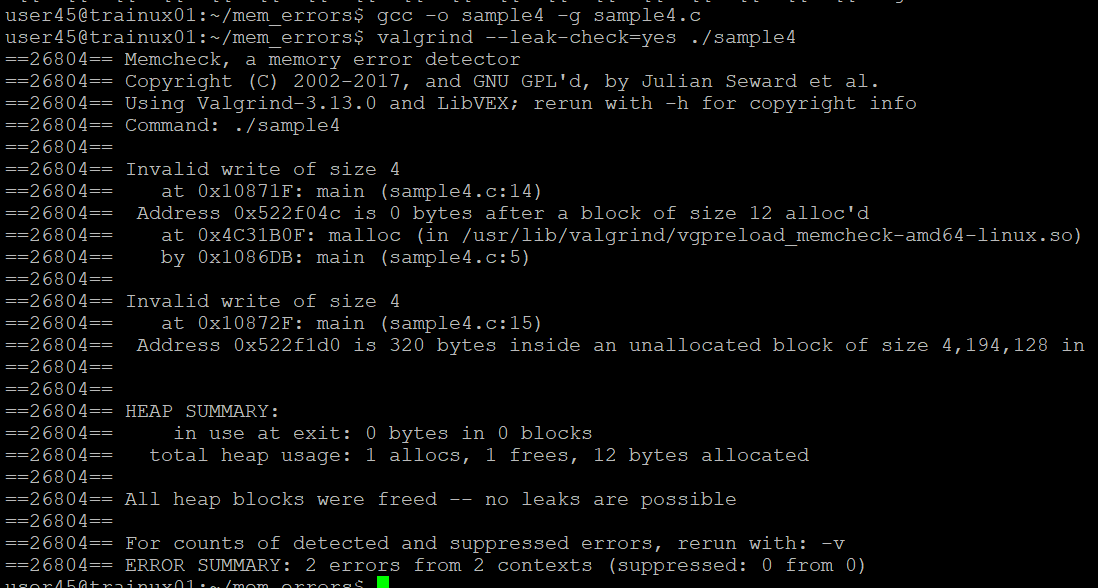 user45@trainux01:~/mem_errors$ gcc -o sample4 -g sample4.c
user45@trainux01:~/mem_errors$ valgrind --leak-check=yes ./sample4
==26804== Memcheck, a memory error detector
==26804== Copyright (C) 2002-2017, and GNU GPL'd, by Julian Seward et al.
==26804== Using Valgrind-3.13.0 and LibVEX; rerun with -h for copyright info
==26804== Command: ./sample4
==26804==
==26804== Invalid write of size 4
==26804==    at 0x10871F: main (sample4.c:14)
==26804==  Address 0x522f04c is 0 bytes after a block of size 12 alloc'd
==26804==    at 0x4C31B0F: malloc (in /usr/lib/valgrind/vgpreload_memcheck-amd64-linux.so)
==26804==    by 0x1086DB: main (sample4.c:5)
==26804==
==26804== Invalid write of size 4
==26804==    at 0x10872F: main (sample4.c:15)
==26804==  Address 0x522f1d0 is 320 bytes inside an unallocated block of size 4,194,128 in
==26804==
==26804==
==26804== HEAP SUMMARY:
==26804==     in use at exit: 0 bytes in 0 blocks
==26804==   total heap usage: 1 allocs, 1 frees, 12 bytes allocated
==26804==
==26804== All heap blocks were freed -- no leaks are possible
==26804==
==26804== For counts of detected and suppressed errors, rerun with: -v
==26804== ERROR SUMMARY: 2 errors from 2 contexts (suppressed: 0 from 0)
user45@trainux01:~/mem_errors$